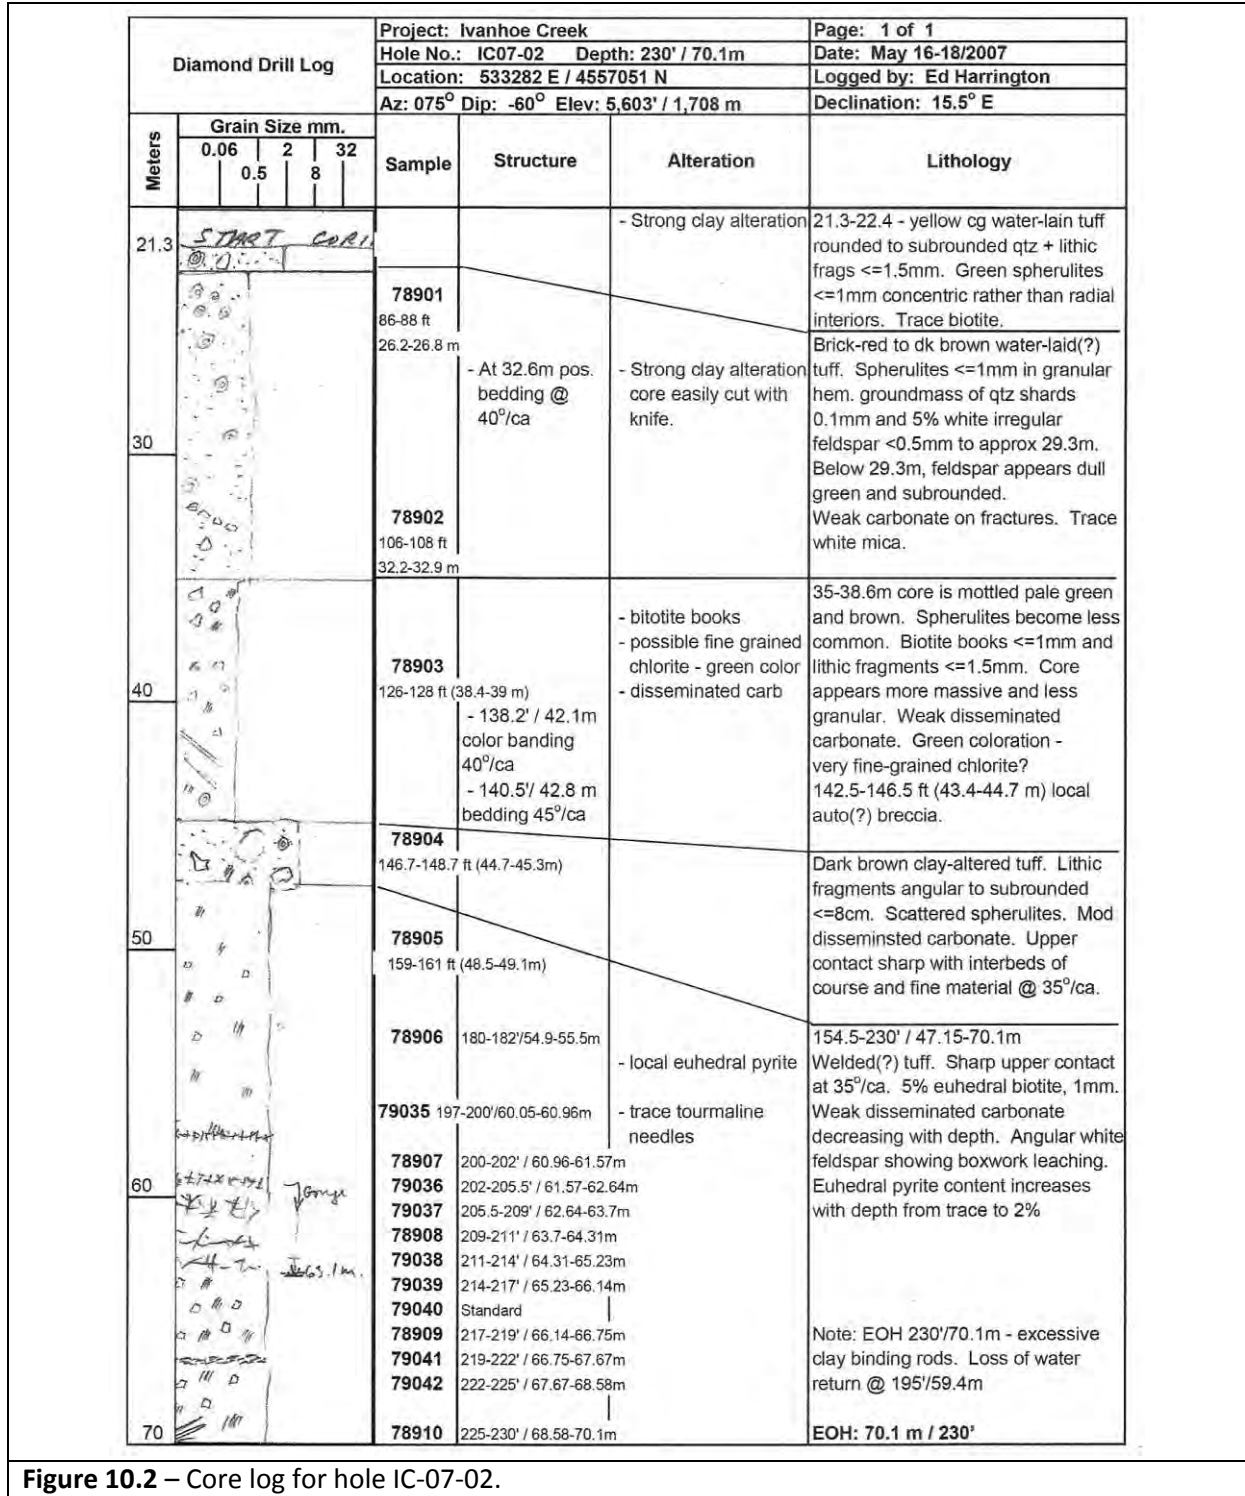 Diamond Drill Log
Project: Ivanhoe Creek
Page: 1 of 1
Hole No.: IC07-02 Depth: 230' / 70.1m
Date: May 16-18/2007
Location: 533282 E / 4557051 N
Logged by: Ed Harrington
Az: 075° Dip: -60° Elev: 5,603' / 1,708 m
Declination: 15.5° E
Meters
Grain Size mm.
0.06 2 32
0.5 8
Sample
Structure
Alteration
Lithology
21.3
START CORI
30
40
50
60
70
Gouge
63.1m.
78901
86-88 ft
26.2-26.8 m
78902
106-108 ft
32.2-32.9 m
78903
126-128 ft (38.4-39 m)
78904
146.7-148.7 ft (44.7-45.3m)
78905
159-161 ft (48.5-49.1m)
78906 180-182'/54.9-55.5m
79035 197-200'/60.05-60.96m
78907 200-202' / 60.96-61.57m
79036 202-205.5' / 61.57-62.64m
79037 205.5-209' / 62.64-63.7m
78908 209-211' / 63.7-64.31m
79038 211-214' / 64.31-65.23m
79039 214-217' / 65.23-66.14m
79040 Standard
78909 217-219' / 66.14-66.75m
79041 219-222' / 66.75-67.67m
79042 222-225' / 67.67-68.58m
78910 225-230' / 68.58-70.1m
- At 32.6m pos.
bedding @
40°/ca
- 138.2' / 42.1m
color banding
40°/ca
- 140.5'/ 42.8 m
bedding 45°/ca
- Strong clay alteration
- Strong clay alteration
core easily cut with
knife.
- bitotite books
- possible fine grained
chlorite - green color
- disseminated carb
- local euhedral pyrite
- trace tourmaline
needles
21.3-22.4 - yellow cg water-lain tuff
rounded to subrounded qtz + lithic
frags <=1.5mm. Green spherulites
<=1mm concentric rather than radial
interiors. Trace biotite.
Brick-red to dk brown water-laid(?)
tuff. Spherulites <=1mm in granular
hem. groundmass of qtz shards
0.1mm and 5% white irregular
feldspar <0.5mm to approx 29.3m.
Below 29.3m, feldspar appears dull
green and subrounded.
Weak carbonate on fractures. Trace
white mica.
35-38.6m core is mottled pale green
and brown. Spherulites become less
common. Biotite books <=1mm and
lithic fragments <=1.5mm. Core
appears more massive and less
granular. Weak disseminated
carbonate. Green coloration -
very fine-grained chlorite?
142.5-146.5 ft (43.4-44.7 m) local
auto(?) breccia.
Dark brown clay-altered tuff. Lithic
fragments angular to subrounded
<=8cm. Scattered spherulites. Mod
disseminsted carbonate. Upper
contact sharp with interbeds of
course and fine material @ 35°/ca.
154.5-230' / 47.15-70.1m
Welded(?) tuff. Sharp upper contact
at 35°/ca. 5% euhedral biotite, 1mm.
Weak disseminated carbonate
decreasing with depth. Angular white
feldspar showing boxwork leaching.
Euhedral pyrite content increases
with depth from trace to 2%
Note: EOH 230'/70.1m - excessive
clay binding rods. Loss of water
return @ 195'/59.4m
EOH: 70.1 m / 230'
Figure 10.2 – Core log for hole IC-07-02.